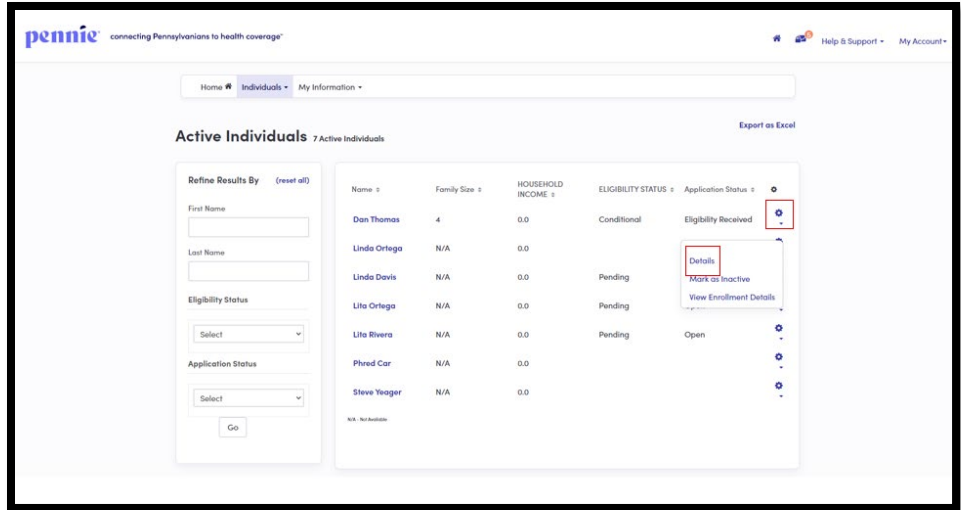 pennie connecting Pennsylvanians to health coverage™
Help & Support My Account
Home Individuals My Information
Export as Excel
Active Individuals 7 Active Individuals
Refine Results By (reset all)
First Name
Last Name
Eligibility Status
Select
Application Status
Select
Go
Name Family Size HOUSEHOLD INCOME ELIGIBILITY STATUS Application Status
Dan Thomas 4 0.0 Conditional Eligibility Received
Linda Ortega N/A 0.0
Linda Davis N/A 0.0 Pending
Lita Ortega N/A 0.0 Pending
Lita Rivera N/A 0.0 Pending Open
Phred Car N/A 0.0
Steve Yeager N/A 0.0
Details
Mark as Inactive
View Enrollment Details
N/A - Not Available